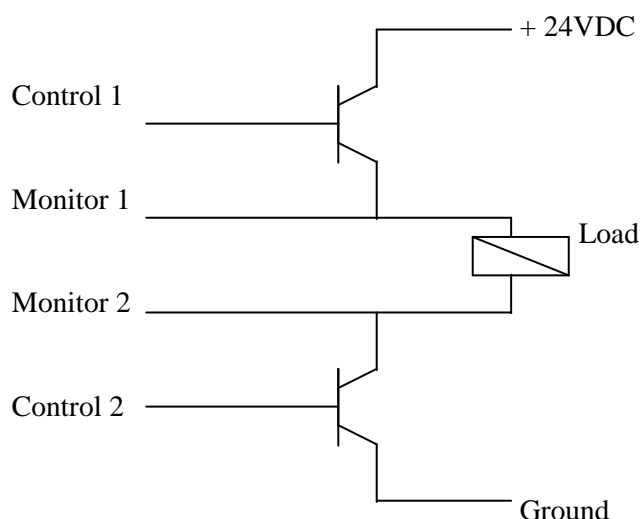 + 24VDC
Control 1
Monitor 1
Load
Monitor 2
Control 2
Ground